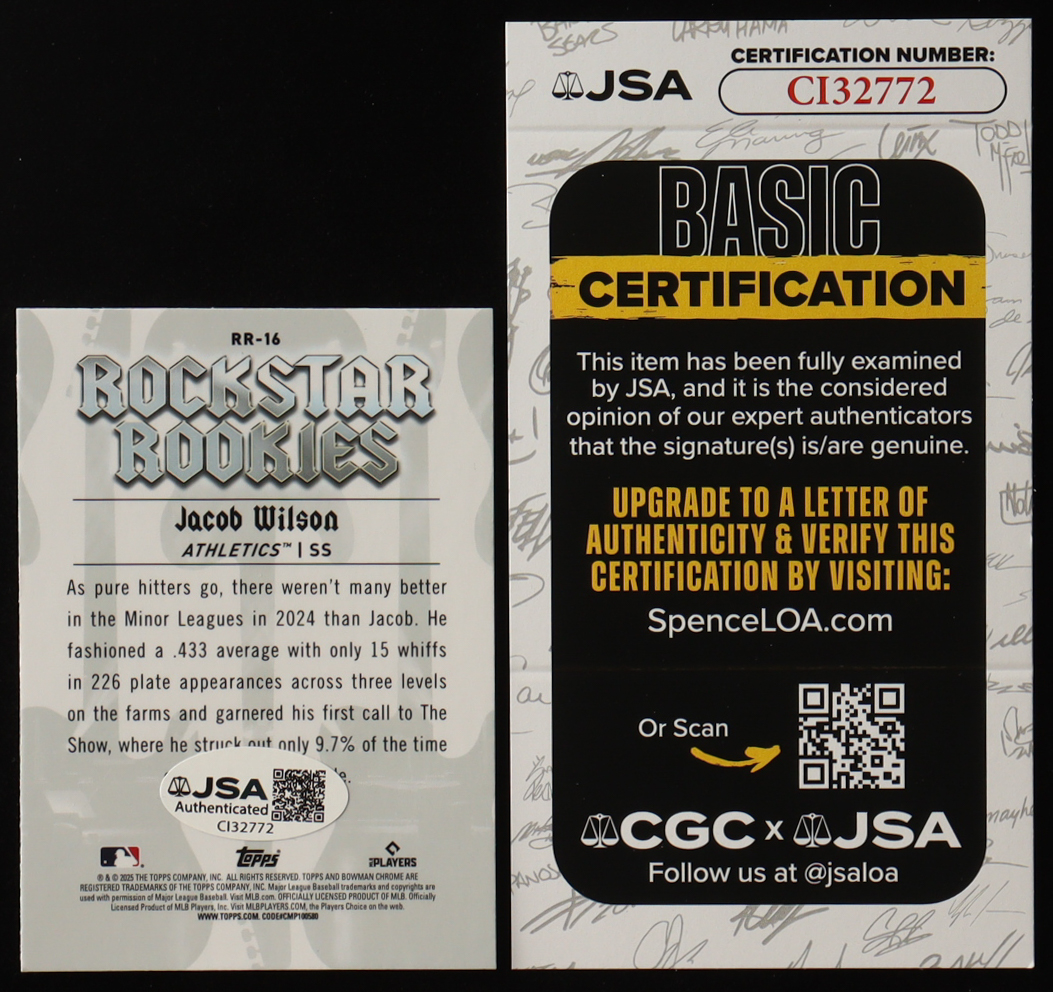 RR-16
ROCKSTAR
ROOKIES
Jacob Wilson
ATHLETICS™ | SS
As pure hitters go, there weren't many better
in the Minor Leagues in 2024 than Jacob. He
fashioned a .433 average with only 15 whiffs
in 226 plate appearances across three levels
on the farms and garnered his first call to The
Show, where he struck out only 9.7% of the time
JSA
Authenticated
CI32772
topps
PLAYERS
® & © 2025 THE TOPPS COMPANY, INC. ALL RIGHTS RESERVED. TOPPS AND BOWMAN CHROME ARE
REGISTERED TRADEMARKS OF THE TOPPS COMPANY, INC. Major League Baseball trademarks and copyrights are
used with permission of Major League Baseball. Visit MLB.com. OFFICIALLY LICENSED PRODUCT OF MLB. Officially
Licensed Product of MLB Players, Inc. Visit MLBPLAYERS.COM, the Players Choice on the web.
WWW.TOPPS.COM. CODE#CMP100580
LARRY HAMA
SEARS
JSA
CERTIFICATION NUMBER:
CI32772
TODD
BASIC
CERTIFICATION
This item has been fully examined
by JSA, and it is the considered
opinion of our expert authenticators
that the signature(s) is/are genuine.
UPGRADE TO A LETTER OF
AUTHENTICITY & VERIFY THIS
CERTIFICATION BY VISITING:
SpenceLOA.com
Or Scan
CGC x JSA
Follow us at @jsaloa